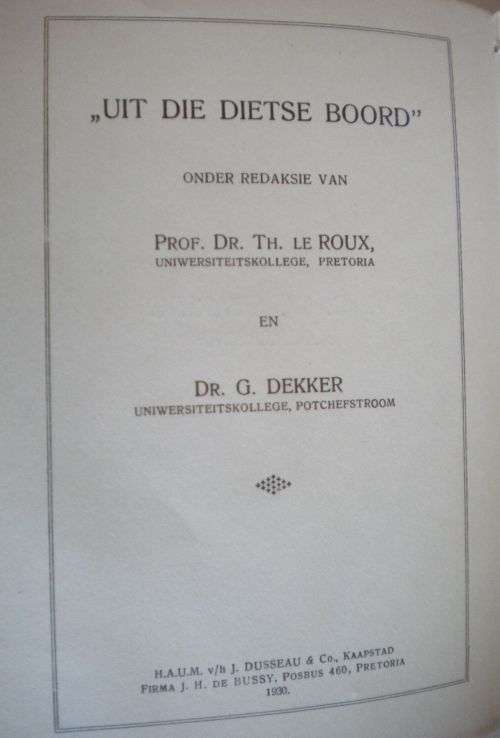 „UIT DIE DIETSE BOORD”
ONDER REDAKSIE VAN
PROF. DR. TH. LE ROUX,
UNIWERSITEITSKOLLEGE, PRETORIA
EN
DR. G. DEKKER
UNIWERSITEITSKOLLEGE, POTCHEFSTROOM
H.A.U.M. v/h J. DUSSEAU & Co., KAAPSTAD
FIRMA J. H. DE BUSSY, POSBUS 460, PRETORIA
1930.